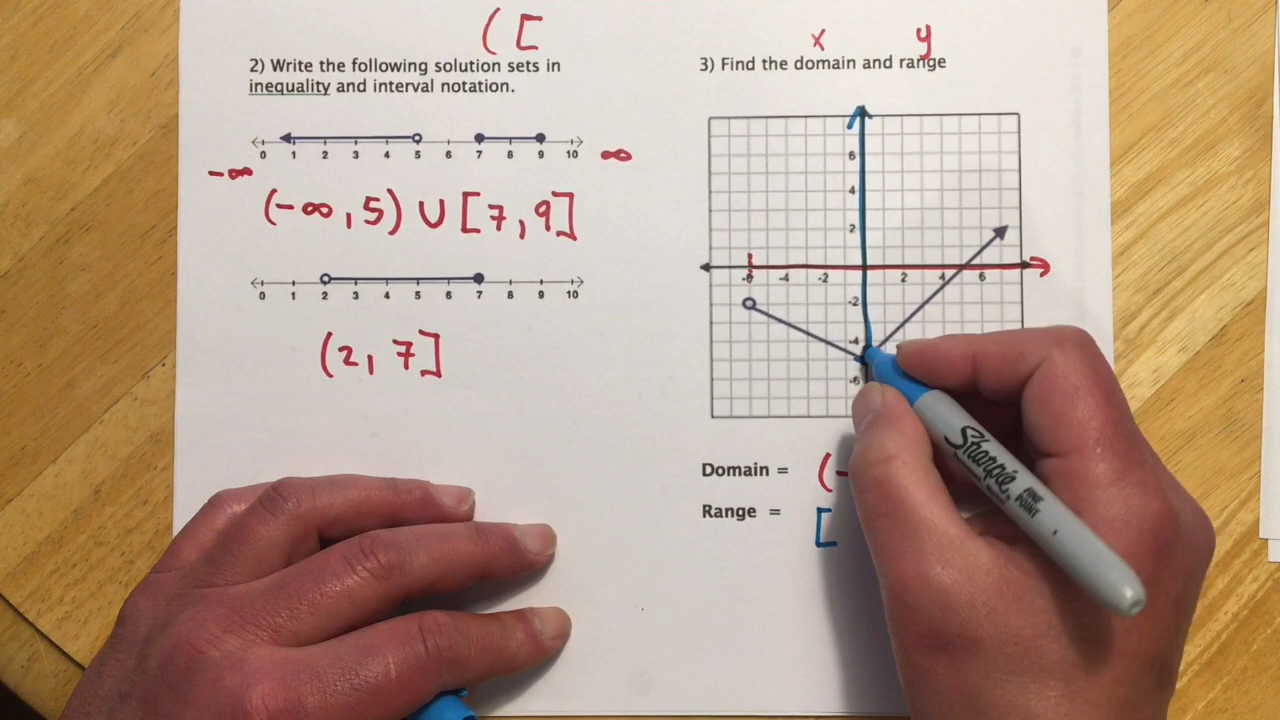 ( [
2) Write the following solution sets in
inequality and interval notation.
0 1 2 3 4 5 6 7 8 9 10
-∞ ∞
(-∞, 5) ∪ [7, 9]
0 1 2 3 4 5 6 7 8 9 10
(2, 7]
x y
3) Find the domain and range
6
4
2
-6 -4 -2 2 4 6
-2
-4
-6
Domain = (-
Range = [
Sharpie
FINE POINT